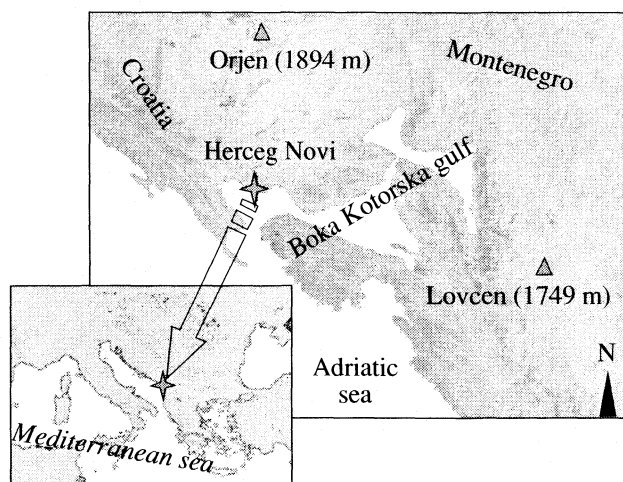 Orjen (1894 m)
Montenegro
Croatia
Herceg Novi
Boka Kotorska gulf
Lovcen (1749 m)
N
Adriatic
sea
Mediterranean sea